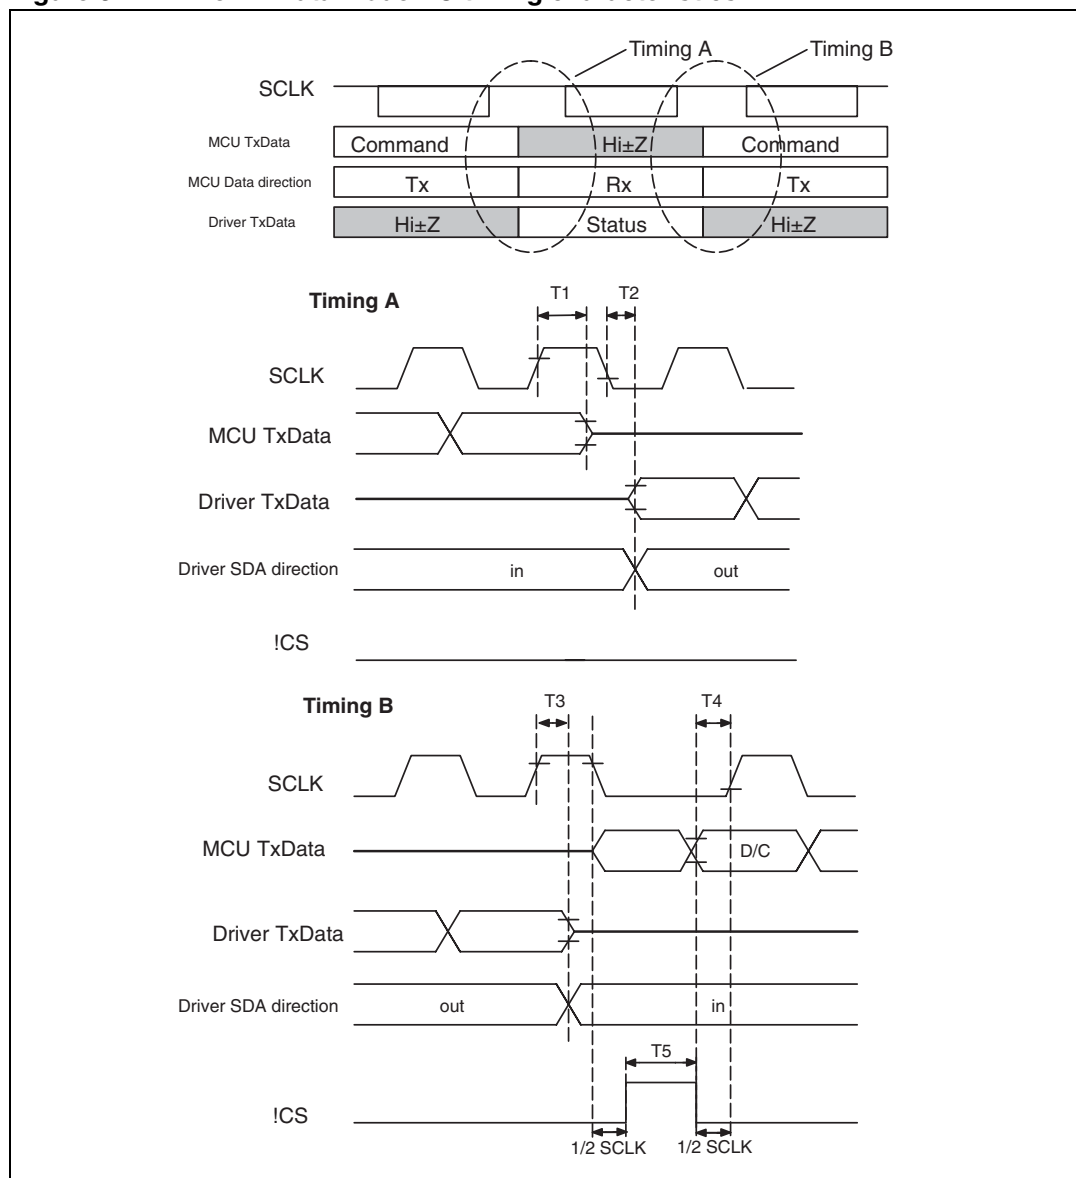 Timing A
Timing B
SCLK
MCU TxData
Command
Hi±Z
Command
MCU Data direction
Tx
Rx
Tx
Driver TxData
Hi±Z
Status
Hi±Z
Timing A
T1
T2
SCLK
MCU TxData
Driver TxData
Driver SDA direction
in
out
!CS
Timing B
T3
T4
SCLK
MCU TxData
D/C
Driver TxData
Driver SDA direction
out
in
T5
!CS
1/2 SCLK
1/2 SCLK